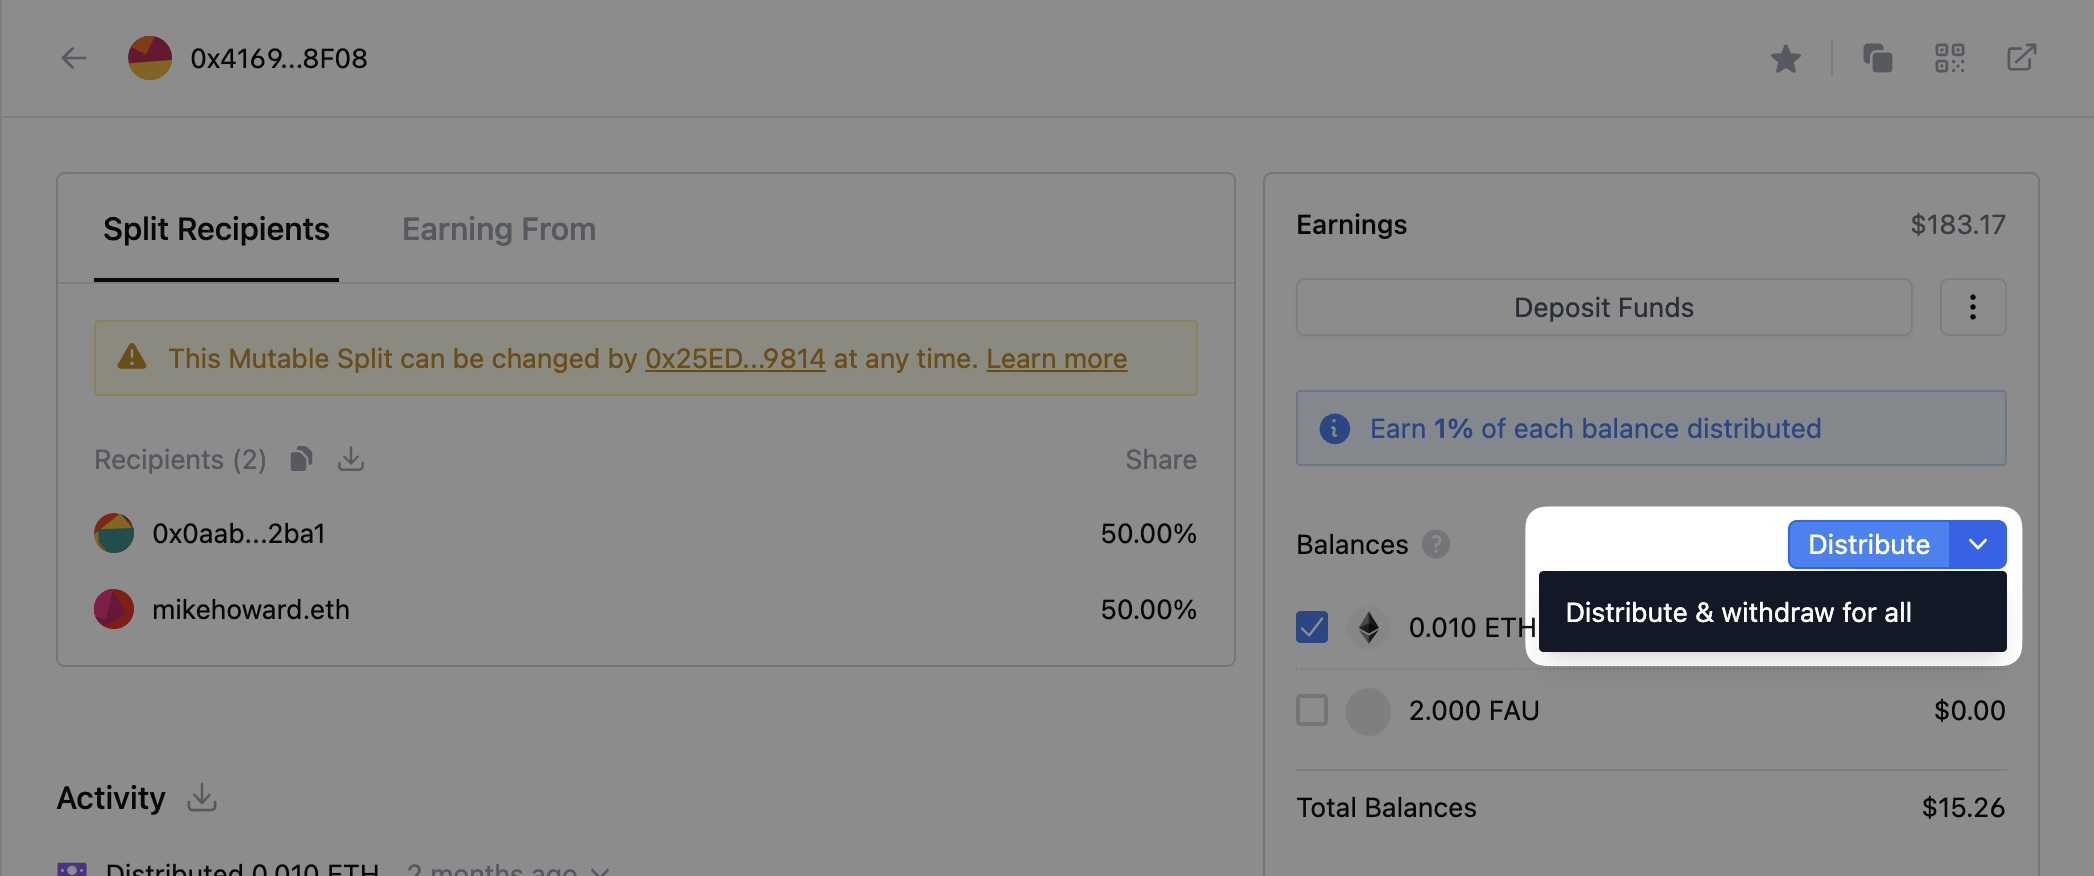 0x4169...8F08
Split Recipients
Earning From
This Mutable Split can be changed by 0x25ED...9814 at any time. Learn more
Recipients (2)
Share
0x0aab...2ba1
50.00%
mikehoward.eth
50.00%
Activity
Distributed 0.010 ETH
2 months ago
Earnings
$183.17
Deposit Funds
Earn 1% of each balance distributed
Balances
?
Distribute
Distribute & withdraw for all
0.010 ETH
2.000 FAU
$0.00
Total Balances
$15.26